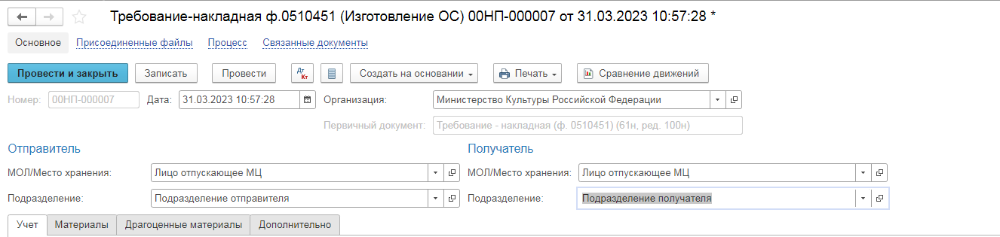 Требование-накладная ф.0510451 (Изготовление ОС) 00НП-000007 от 31.03.2023 10:57:28 *
Основное Присоединенные файлы Процесс Связанные документы
Провести и закрыть Записать Провести Дт Кт Создать на основании Печать Сравнение движений
Номер: 00НП-000007 Дата: 31.03.2023 10:57:28 Организация: Министерство Культуры Российской Федерации
Первичный документ: Требование - накладная (ф. 0510451) (61н, ред. 100н)
Отправитель Получатель
МОЛ/Место хранения: Лицо отпускающее МЦ МОЛ/Место хранения: Лицо отпускающее МЦ
Подразделение: Подразделение отправителя Подразделение: Подразделение получателя
Учет Материалы Драгоценные материалы Дополнительно